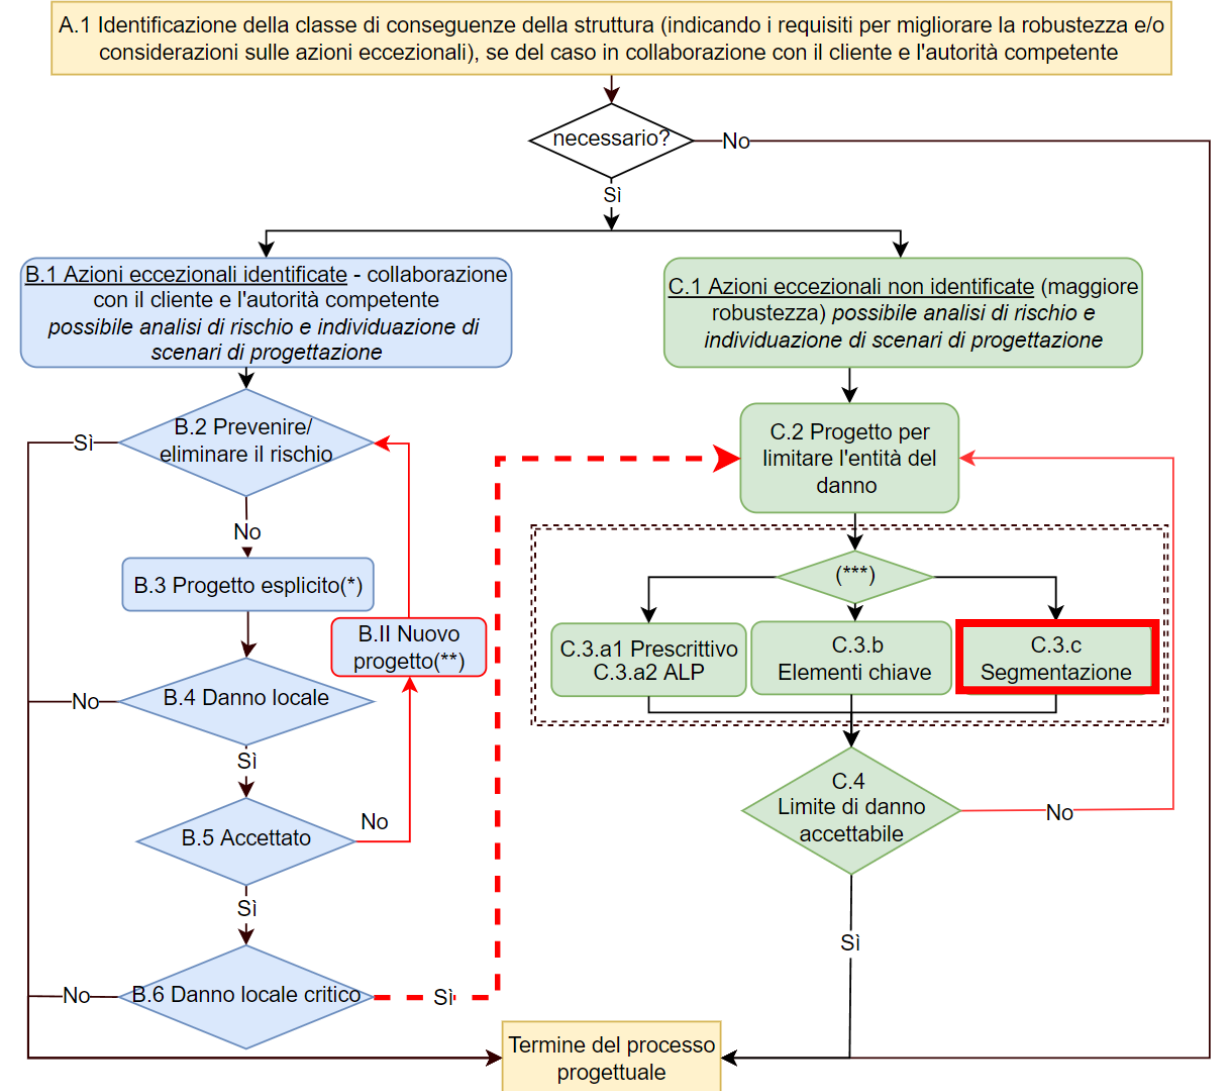 A.1 Identificazione della classe di conseguenze della struttura (indicando i requisiti per migliorare la robustezza e/o
considerazioni sulle azioni eccezionali), se del caso in collaborazione con il cliente e l'autorità competente
necessario?
No
Sì
B.1 Azioni eccezionali identificate - collaborazione
con il cliente e l'autorità competente
possibile analisi di rischio e individuazione di
scenari di progettazione
C.1 Azioni eccezionali non identificate (maggiore
robustezza) possibile analisi di rischio e
individuazione di scenari di progettazione
B.2 Prevenire/
eliminare il rischio
Sì
No
B.3 Progetto esplicito(*)
B.II Nuovo
progetto(**)
B.4 Danno locale
No
Sì
B.5 Accettato
No
Sì
B.6 Danno locale critico
No
Sì
C.2 Progetto per
limitare l'entità del
danno
(***)
C.3.a1 Prescrittivo
C.3.a2 ALP
C.3.b
Elementi chiave
C.3.c
Segmentazione
C.4
Limite di danno
accettabile
No
Sì
Termine del processo
progettuale